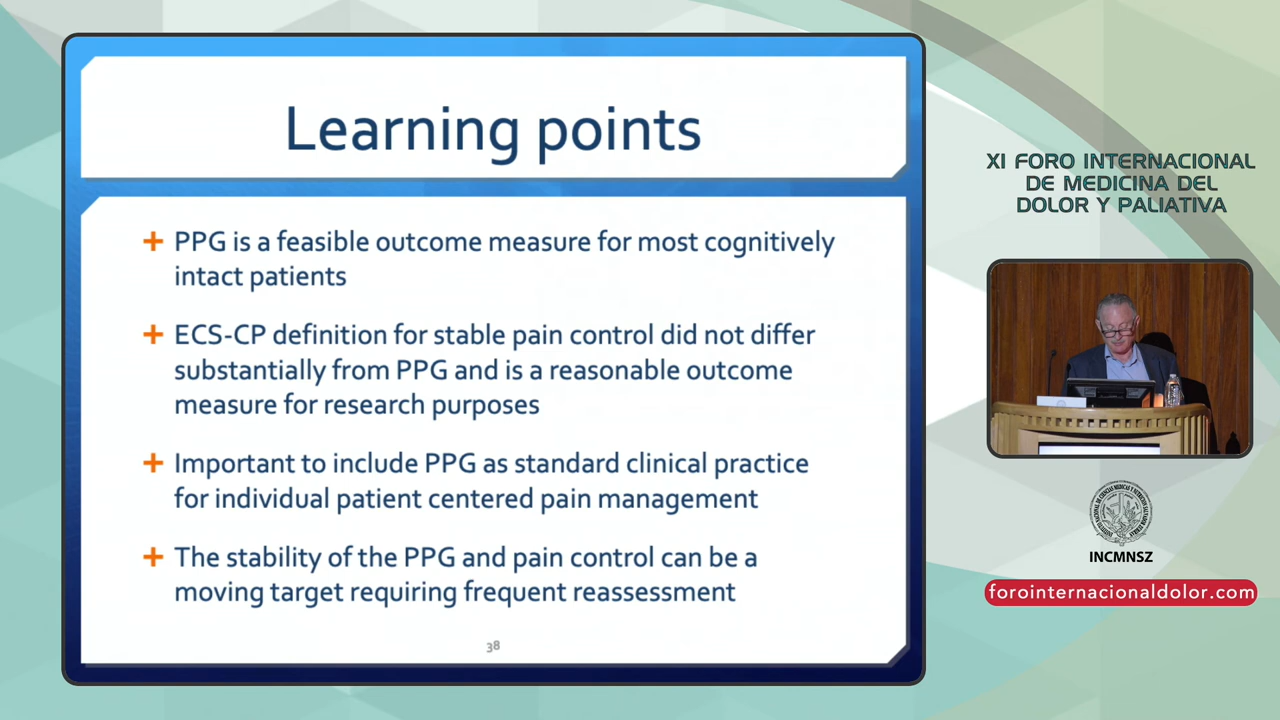 Learning points
PPG is a feasible outcome measure for most cognitively
intact patients
ECS-CP definition for stable pain control did not differ
substantially from PPG and is a reasonable outcome
measure for research purposes
Important to include PPG as standard clinical practice
for individual patient centered pain management
The stability of the PPG and pain control can be a
moving target requiring frequent reassessment
38
XI FORO INTERNACIONAL
DE MEDICINA DEL
DOLOR Y PALIATIVA
INCMNSZ
forointernacionaldolor.com